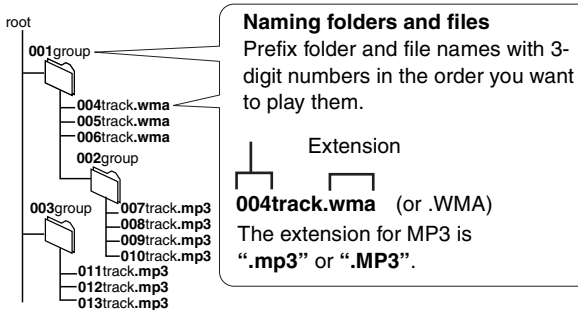 root
001group
004track.wma
005track.wma
006track.wma
002group
007track.mp3
008track.mp3
009track.mp3
010track.mp3
003group
011track.mp3
012track.mp3
013track.mp3
Naming folders and files
Prefix folder and file names with 3-
digit numbers in the order you want
to play them.
Extension
004track.wma (or .WMA)
The extension for MP3 is
“.mp3” or “.MP3”.